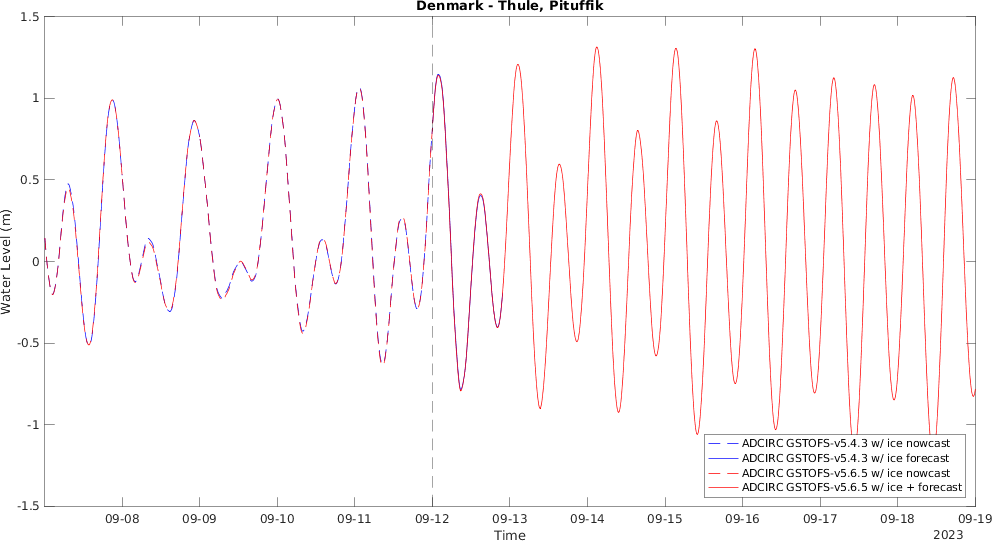 Denmark - Thule, Pituffik
Water Level (m)
1.5
1
0.5
0
-0.5
-1
-1.5
ADCIRC GSTOFS-v5.4.3 w/ ice nowcast
ADCIRC GSTOFS-v5.4.3 w/ ice forecast
ADCIRC GSTOFS-v5.6.5 w/ ice nowcast
ADCIRC GSTOFS-v5.6.5 w/ ice + forecast
09-08 09-09 09-10 09-11 09-12 09-13 09-14 09-15 09-16 09-17 09-18 09-19
Time
2023